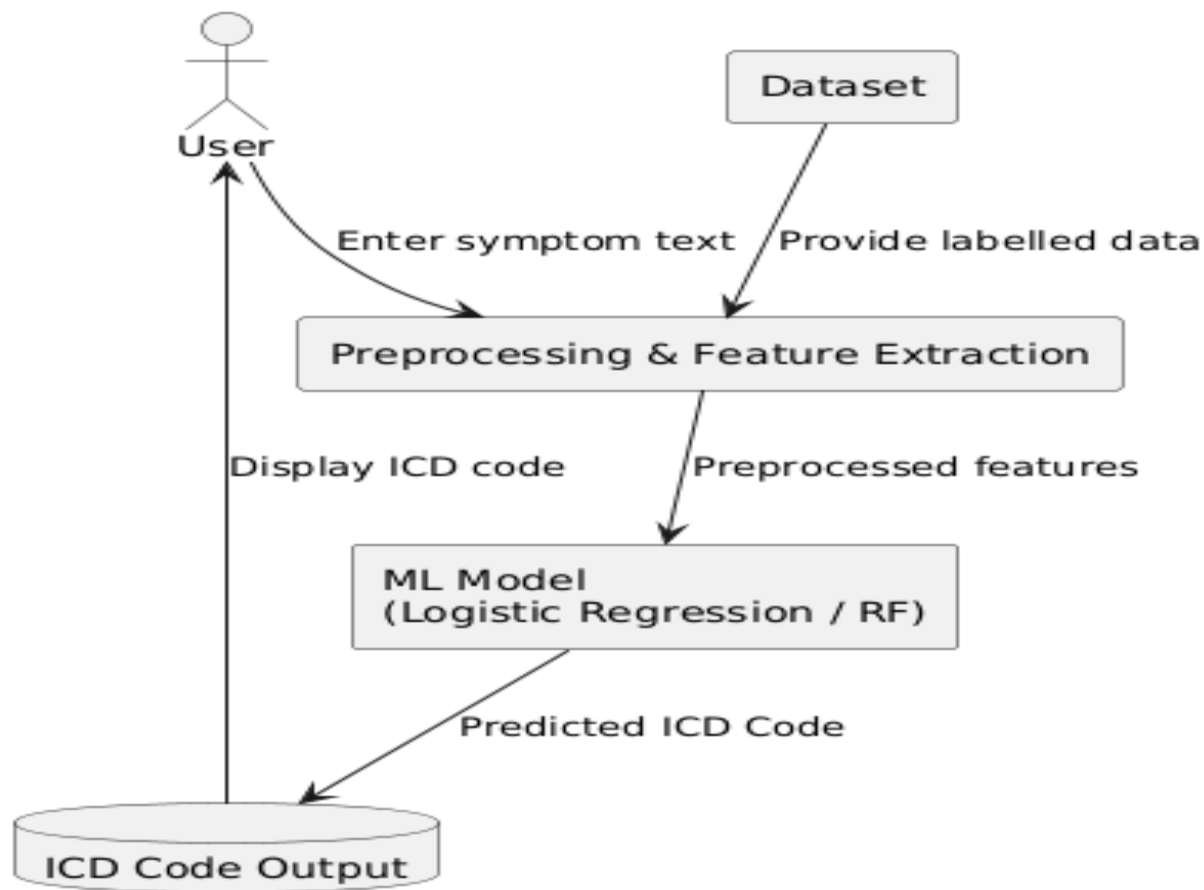 Dataset
User
Enter symptom text
Provide labelled data
Preprocessing & Feature Extraction
Display ICD code
Preprocessed features
ML Model
(Logistic Regression / RF)
Predicted ICD Code
ICD Code Output